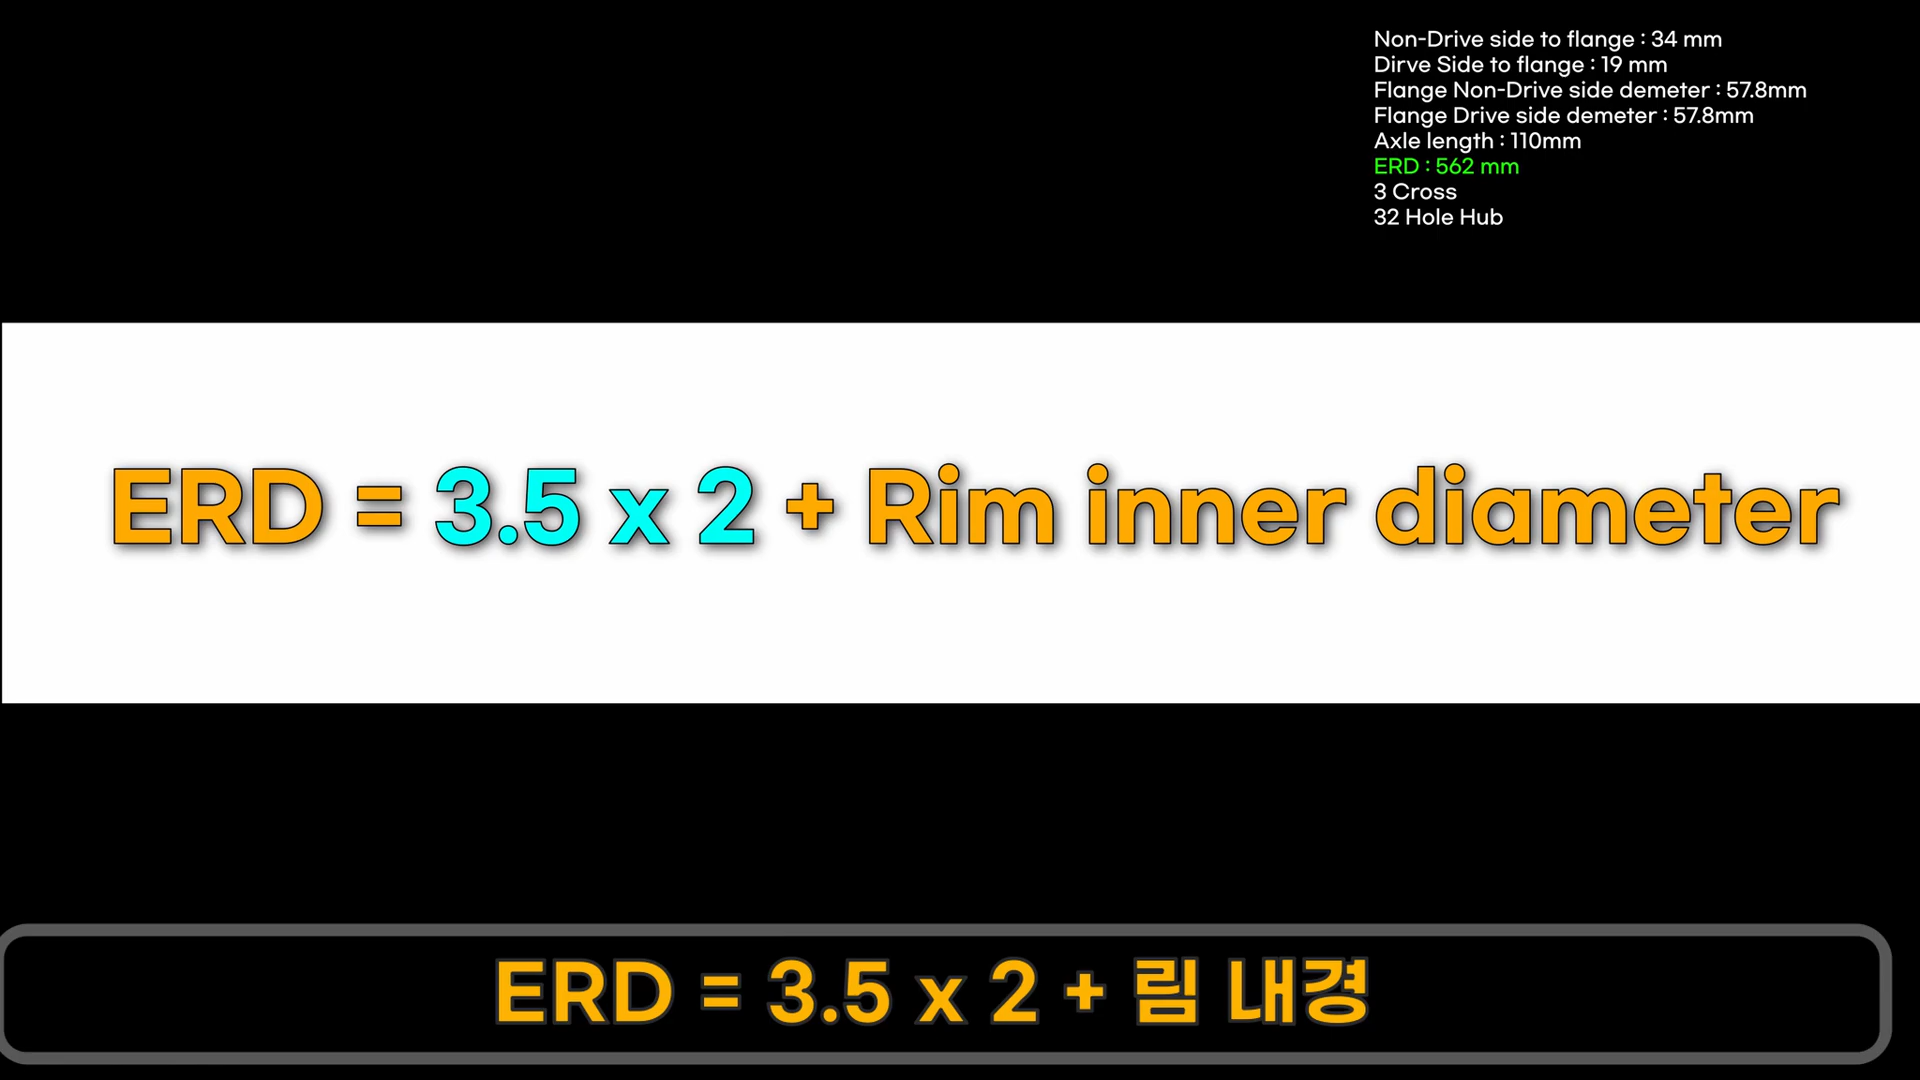 Non-Drive side to flange : 34 mm
Dirve Side to flange : 19 mm
Flange Non-Drive side demeter : 57.8mm
Flange Drive side demeter : 57.8mm
Axle length : 110mm
ERD : 562 mm
3 Cross
32 Hole Hub
ERD = 3.5 x 2 + Rim inner diameter
ERD = 3.5 x 2 + 림 내경